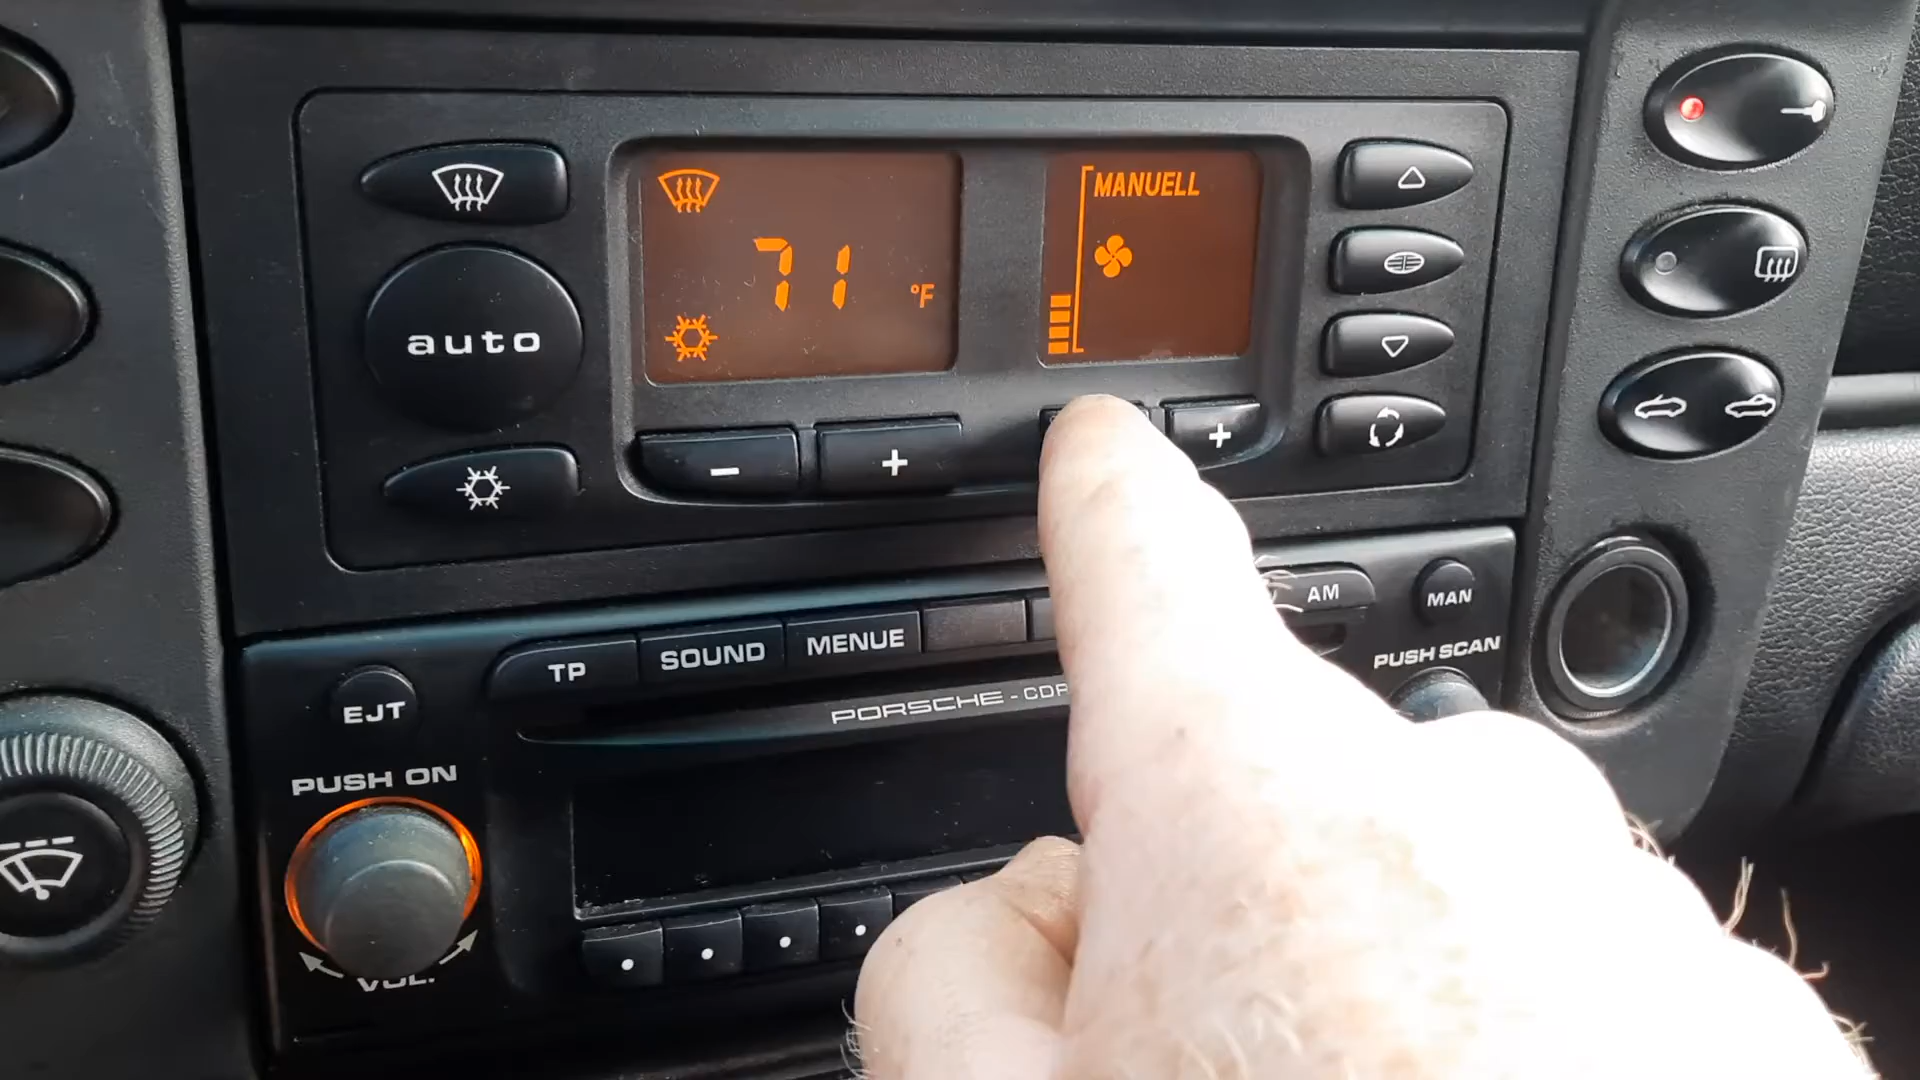 MANUELL
71 °F
auto
- +
+
AM
MAN
TP SOUND MENUE
PUSH SCAN
EJT
PORSCHE - CDR
PUSH ON
VOL.